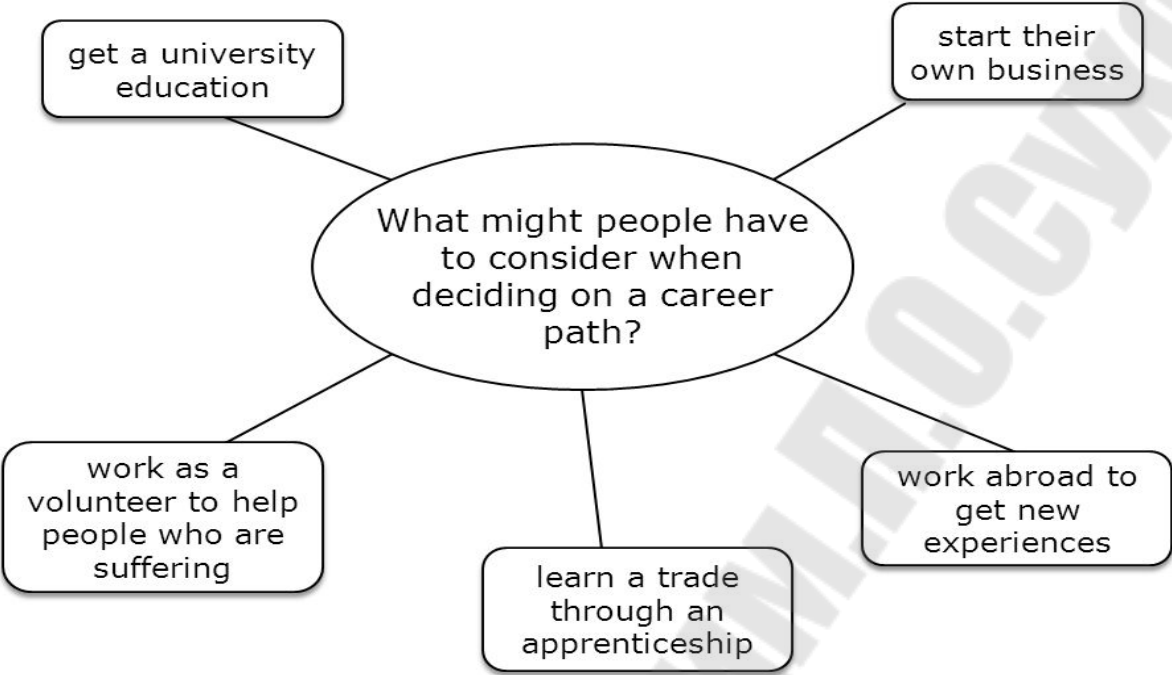 get a university
education
start their
own business
What might people have
to consider when
deciding on a career
path?
work as a
volunteer to help
people who are
suffering
learn a trade
through an
apprenticeship
work abroad to
get new
experiences